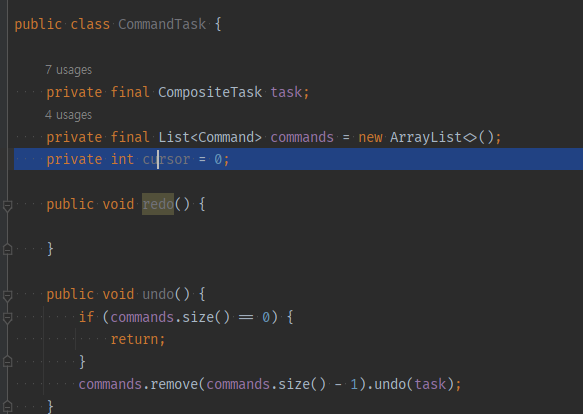 public class CommandTask {
7 usages
private final CompositeTask task;
4 usages
private final List<Command> commands = new ArrayList<>();
private int cursor = 0;
public void redo() {
}
public void undo() {
if (commands.size() == 0) {
return;
}
commands.remove(commands.size() - 1).undo(task);
}